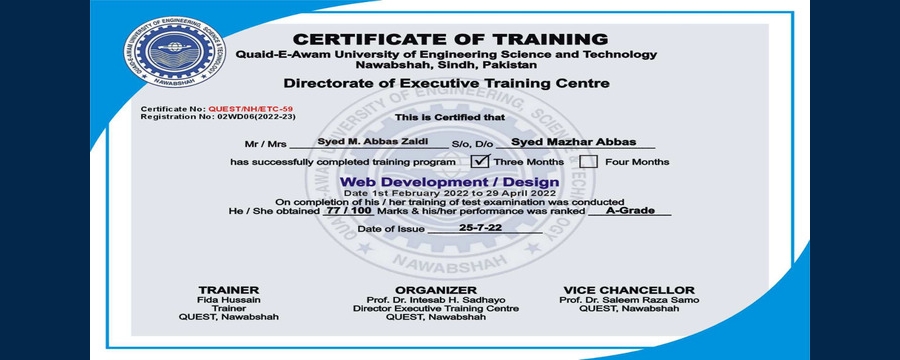 CERTIFICATE OF TRAINING
Quaid-E-Awam University of Engineering Science and Technology
Nawabshah, Sindh, Pakistan
Directorate of Executive Training Centre
QUAID-E-AWAM UNIVERSITY OF ENGINEERING, SCIENCE & TECHNOLOGY
NAWABSHAH
Certificate No: QUEST/NH/ETC-59
Registration No: 02WD06(2022-23)
This is Certified that
Mr / Mrs Syed M. Abbas Zaidi S/o, D/o Syed Mazhar Abbas
has successfully completed training program Three Months Four Months
Web Development / Design
Date 1st February 2022 to 29 April 2022
On completion of his / her training of test examination was conducted
He / She obtained 77 / 100 Marks & his/her performance was ranked A-Grade
Date of Issue 25-7-22
NAWABSHAH
TRAINER ORGANIZER VICE CHANCELLOR
Fida Hussain Prof. Dr. Intesab H. Sadhayo Prof. Dr. Saleem Raza Samo
Trainer Director Executive Training Centre QUEST, Nawabshah
QUEST, Nawabshah QUEST, Nawabshah